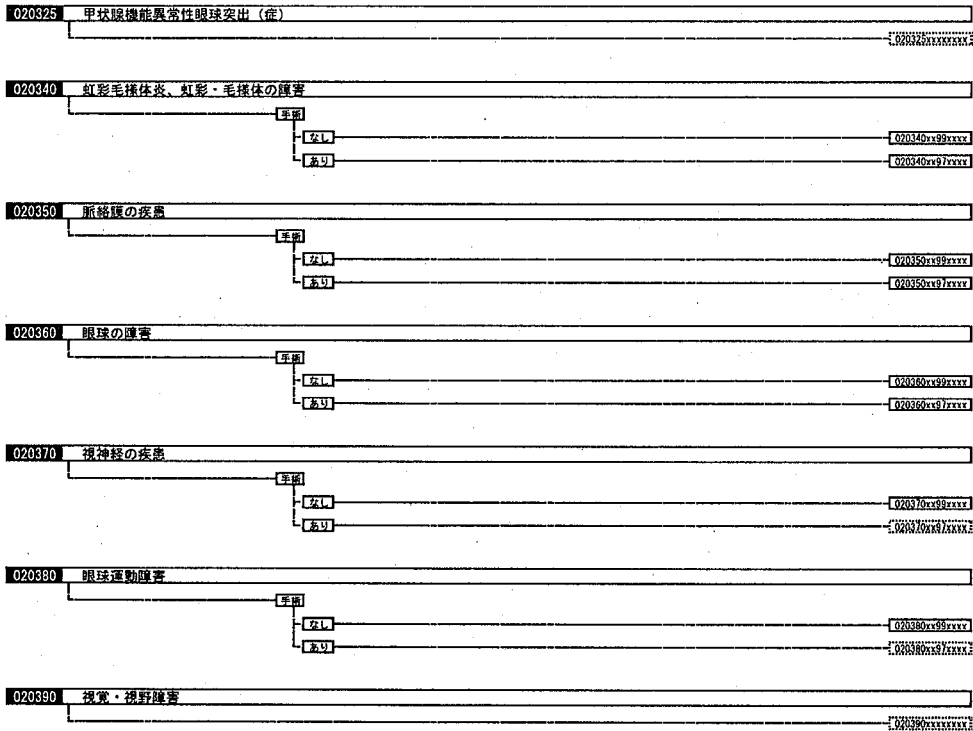 020325 甲状腺機能異常性眼球突出（症）
020325xxxxxxxx
020340 虹彩毛様体炎、虹彩・毛様体の障害
手術
なし 020340xx99xxxx
あり 020340xx97xxxx
020350 脈絡膜の疾患
手術
なし 020350xx99xxxx
あり 020350xx97xxxx
020360 眼球の障害
手術
なし 020360xx99xxxx
あり 020360xx97xxxx
020370 視神経の疾患
手術
なし 020370xx99xxxx
あり 020370xx97xxxx
020380 眼球運動障害
手術
なし 020380xx99xxxx
あり 020380xx97xxxx
020390 視覚・視野障害
020390xxxxxxxx